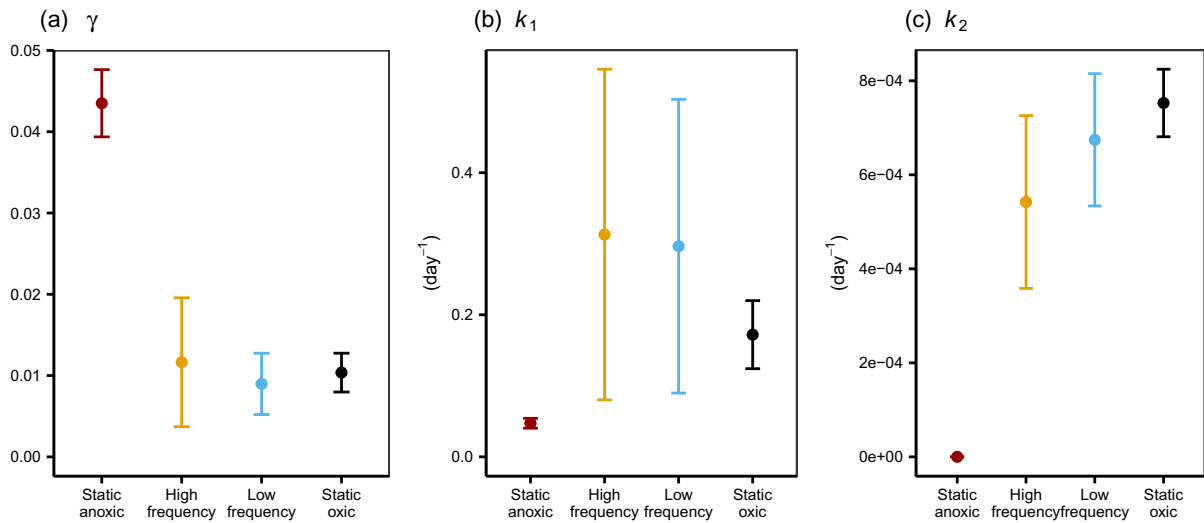 (a) γ
0.05
0.04
0.03
0.02
0.01
0.00
Static anoxic
High frequency
Low frequency
Static oxic
(b) k₁
(day⁻¹)
0.4
0.2
0.0
Static anoxic
High frequency
Low frequency
Static oxic
(c) k₂
(day⁻¹)
8e−04
6e−04
4e−04
2e−04
0e+00
Static anoxic
High frequency
Low frequency
Static oxic